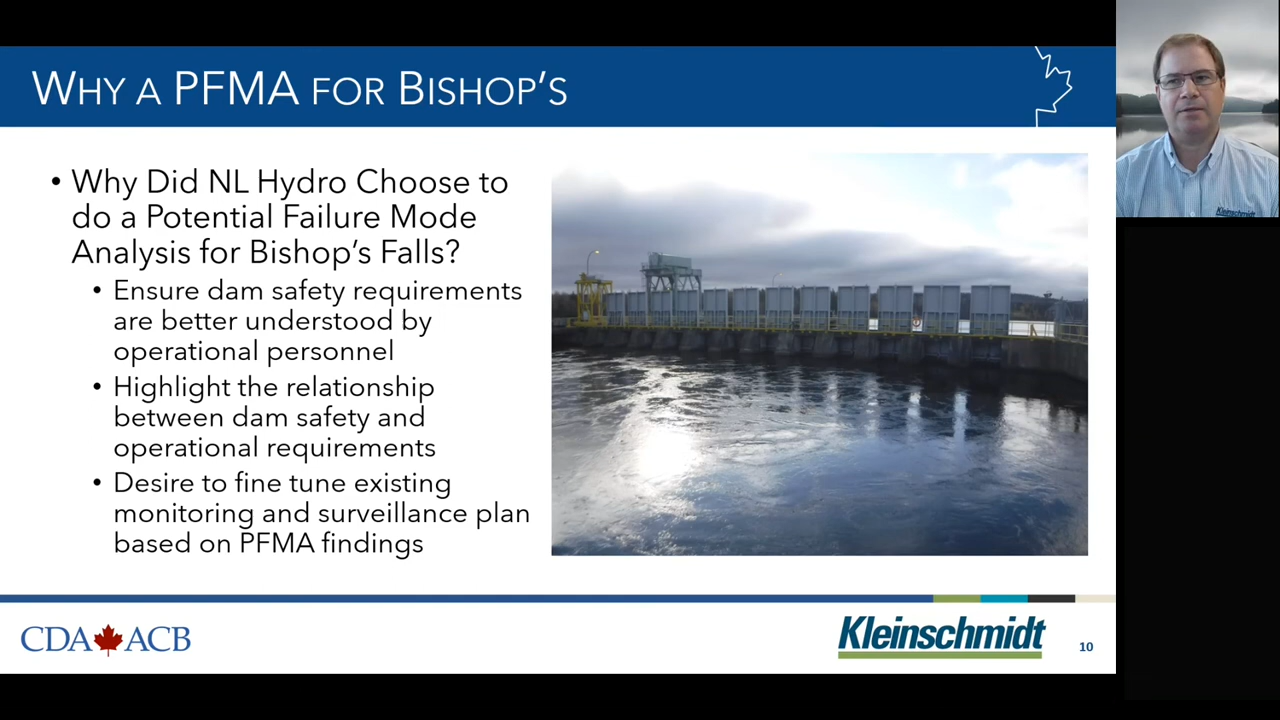 WHY A PFMA FOR BISHOP'S
• Why Did NL Hydro Choose to
do a Potential Failure Mode
Analysis for Bishop's Falls?
• Ensure dam safety requirements
are better understood by
operational personnel
• Highlight the relationship
between dam safety and
operational requirements
• Desire to fine tune existing
monitoring and surveillance plan
based on PFMA findings
Kleinschmidt
CDA ACB
Kleinschmidt
10